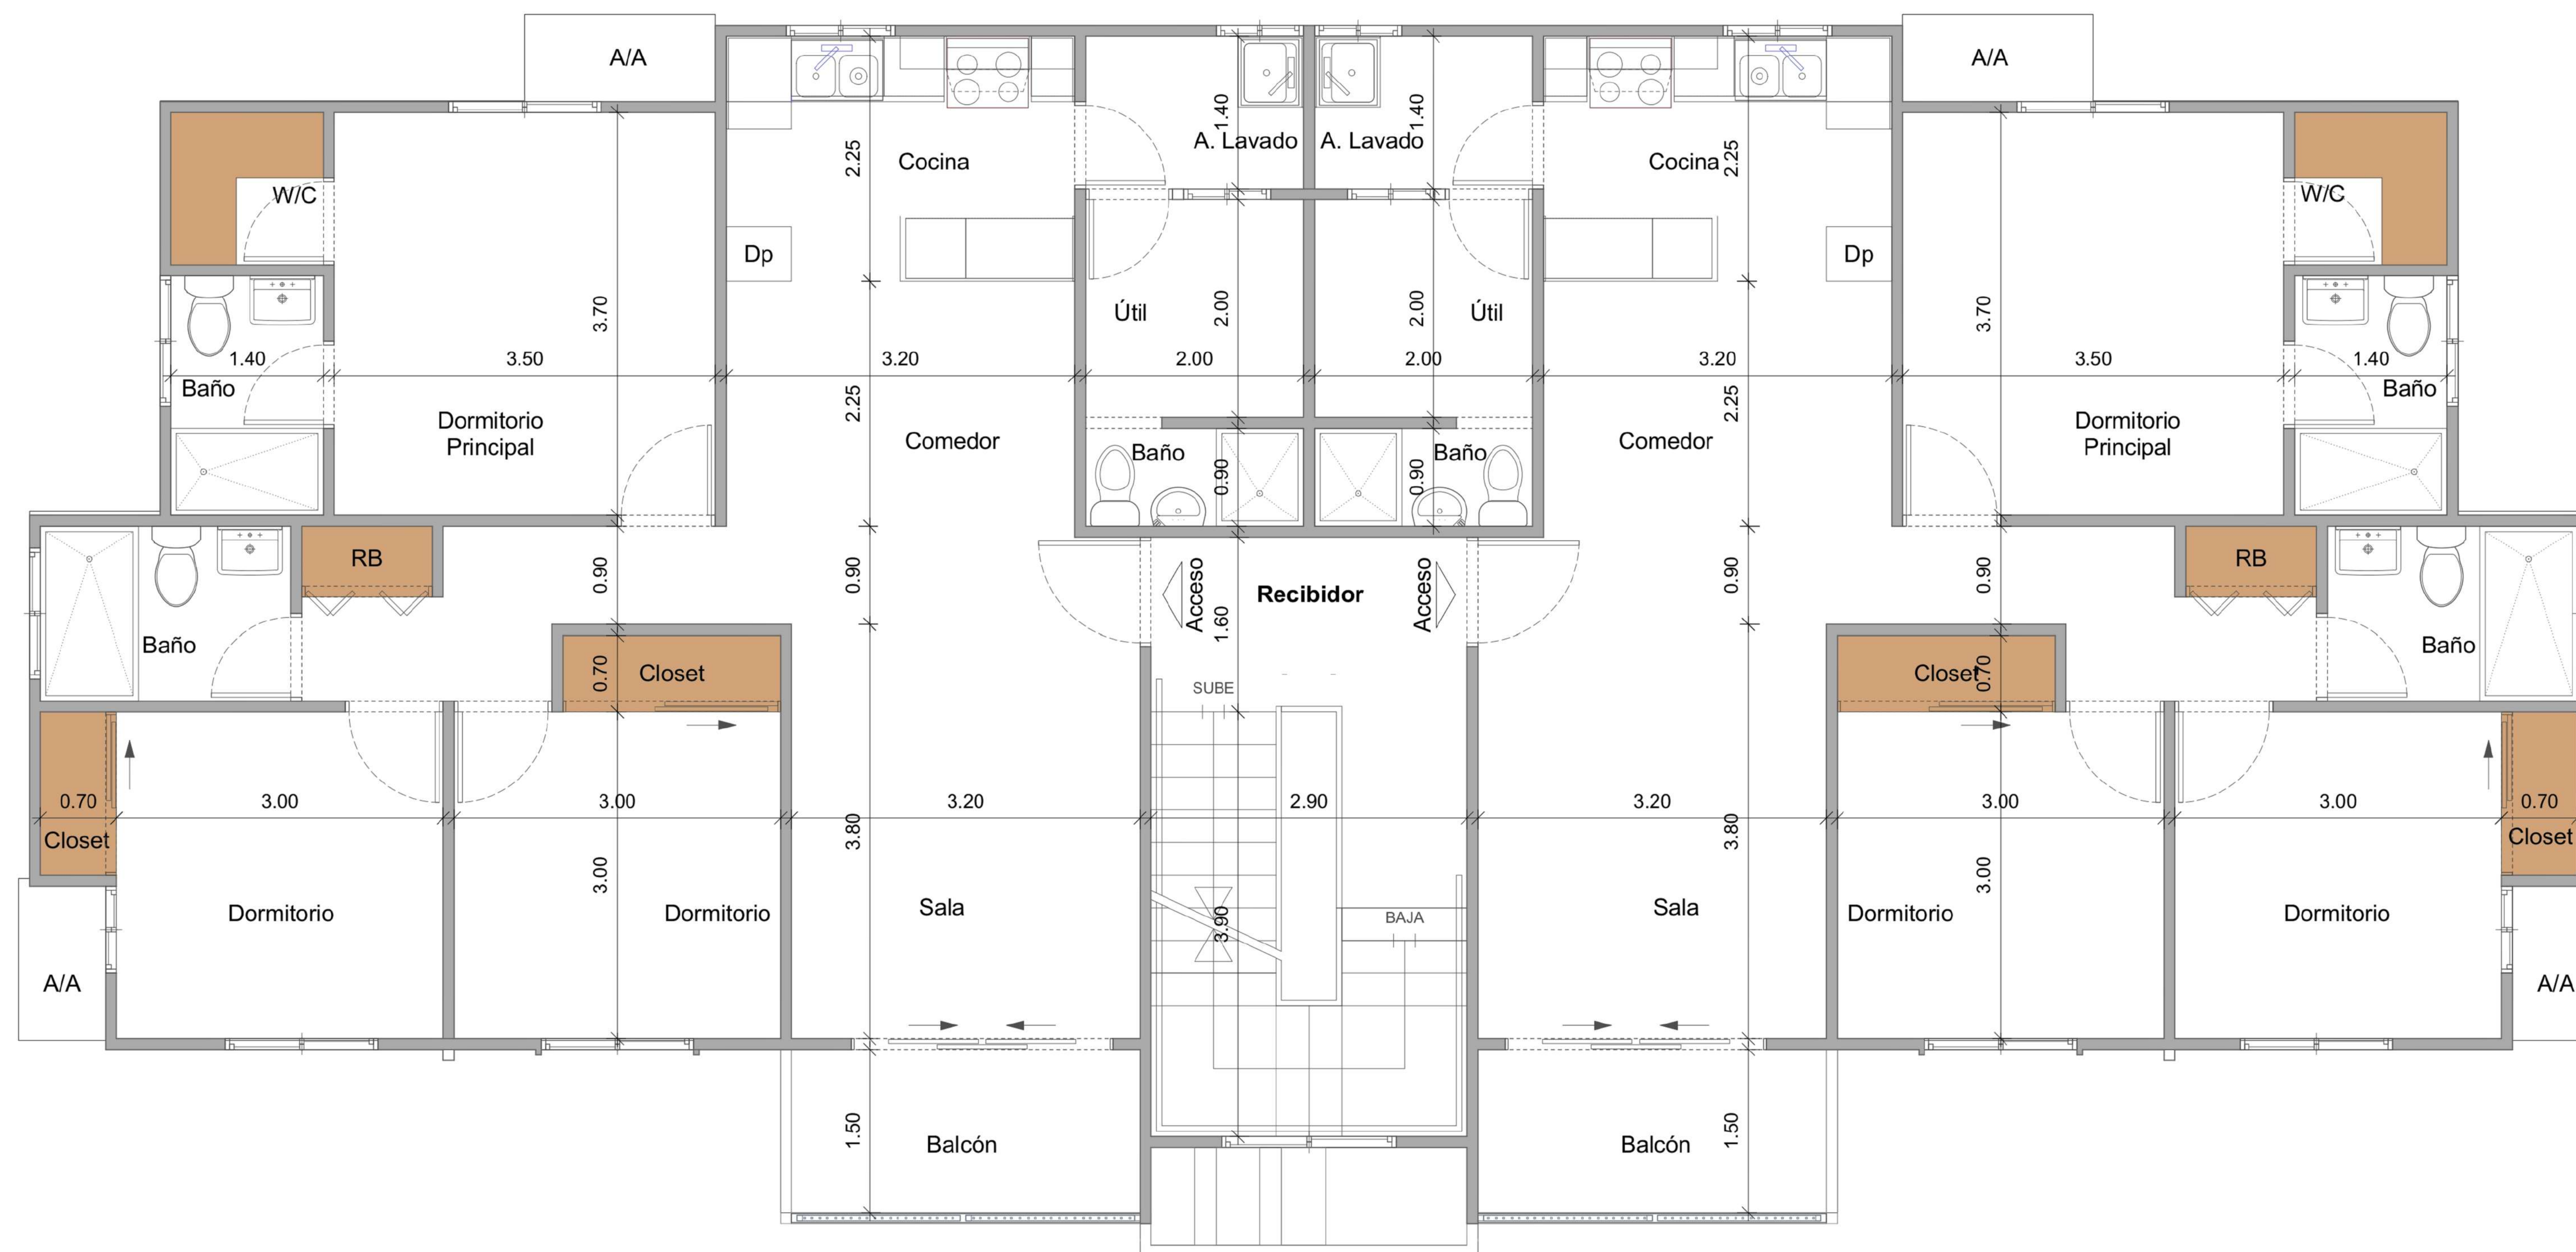 A/A
A/A
1.40
1.40
A. Lavado
A. Lavado
2.25
Cocina
Cocina
2.25
W/C
W/C
Dp
Dp
3.70
2.00
Útil
2.00
Útil
3.70
1.40
3.50
3.20
2.00
2.00
3.20
3.50
1.40
Baño
Baño
2.25
2.25
Dormitorio
Principal
Dormitorio
Principal
Comedor
Comedor
Baño
Baño
0.90
0.90
RB
RB
0.90
0.90
0.90
0.90
Acceso
Recibidor
Acceso
1.60
Baño
Baño
0.70
Closet
Closet
0.70
SUBE
0.70
3.00
3.00
3.20
2.90
3.20
3.00
3.00
0.70
Closet
Closet
3.80
3.80
3.00
3.00
Dormitorio
Dormitorio
Sala
3.90
BAJA
Sala
Dormitorio
Dormitorio
A/A
A/A
1.50
Balcón
Balcón
1.50